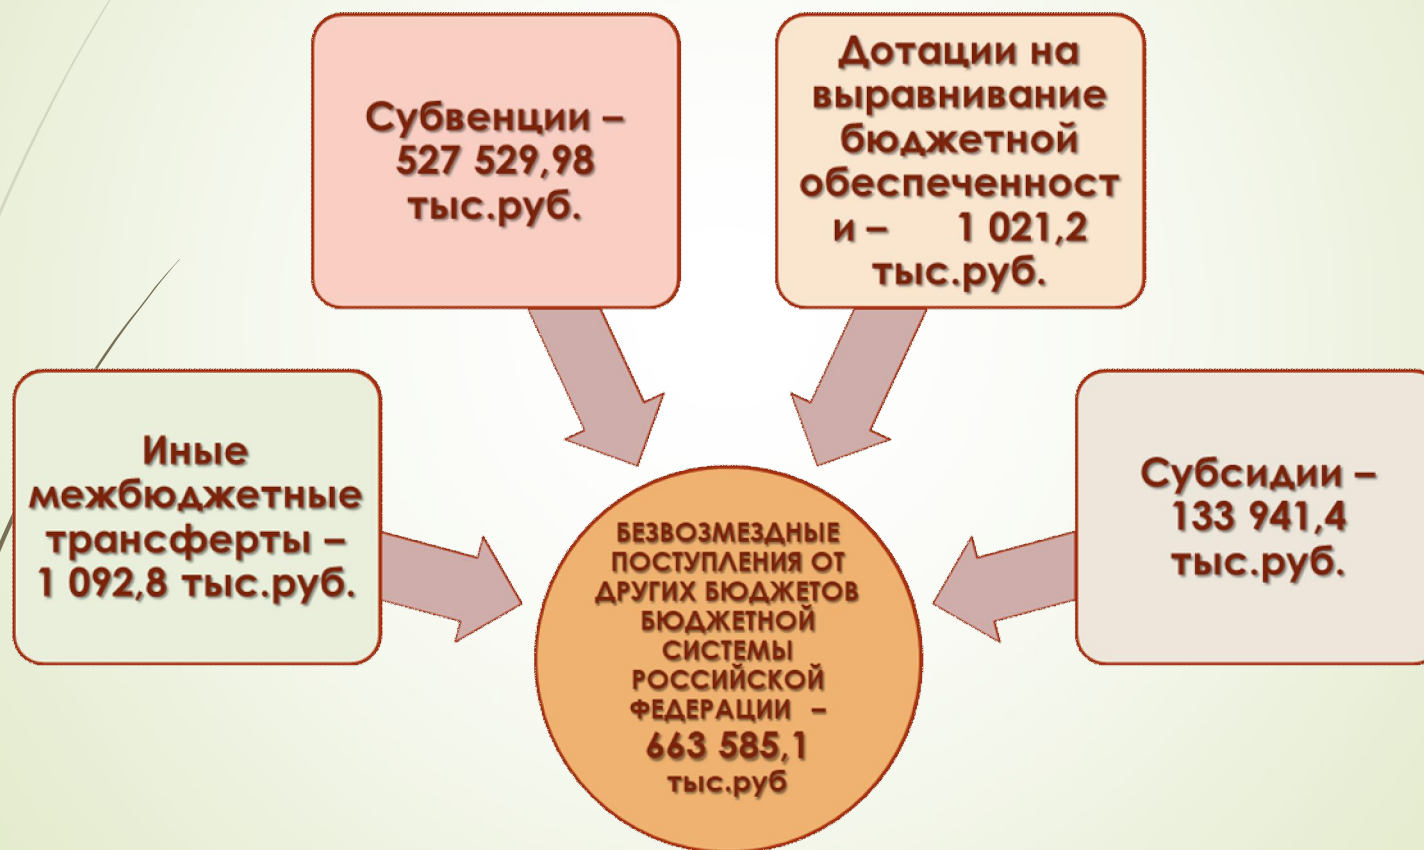 Субвенции –
527 529,98
тыс.руб.
Дотации на
выравнивание
бюджетной
обеспеченност
и – 1 021,2
тыс.руб.
Иные
межбюджетные
трансферты –
1 092,8 тыс.руб.
Субсидии –
133 941,4
тыс.руб.
БЕЗВОЗМЕЗДНЫЕ
ПОСТУПЛЕНИЯ ОТ
ДРУГИХ БЮДЖЕТОВ
БЮДЖЕТНОЙ
СИСТЕМЫ
РОССИЙСКОЙ
ФЕДЕРАЦИИ –
663 585,1
тыс.руб